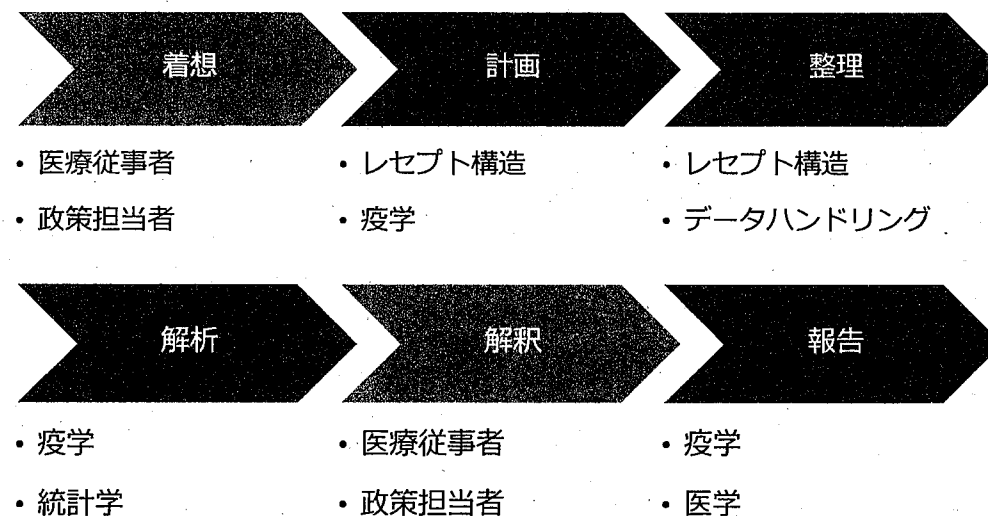 着想
計画
整理
・医療従事者
・政策担当者
・レセプト構造
・疫学
・レセプト構造
・データハンドリング
解析
解釈
報告
・疫学
・統計学
・医療従事者
・政策担当者
・疫学
・医学